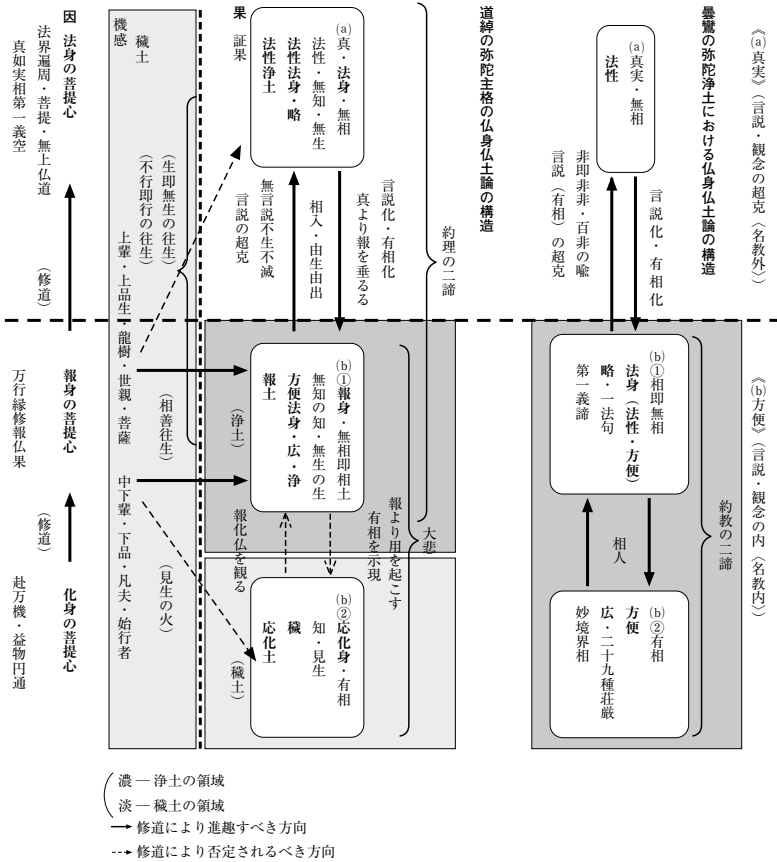 《(a)真実》(言説・観念の超克〈名教外〉)
《(b)方便》(言説・観念の内〈名教内〉)
曇鸞の弥陀浄土における仏身仏土論の構造
(a)真実・無相
法性
言説化・有相化
非即非非・百非の喩
言説(有相)の超克
約教の二諦
(b)①相即無相
法身(法性・方便)
略・一法句
第一義諦
相入
(b)②有相
方便
広・二十九種荘厳
妙境界相
道綽の弥陀主格の仏身仏土論の構造
約理の二諦
果 証果
(a)真・法身・無相
法性・無知・無生
法性法身・略
法性浄土
言説化・有相化
真より報を垂るる
相入・由生由出
無言説不生不滅
言説の超克
大悲
(b)①報身・無相即相土
無知の知・無生の生
方便法身・広・浄
報土
(浄土)
報より用を起こす
有相を示現
報化仏を観る
(b)②応化身・有相
知・見生
穢
応化土
(穢土)
穢土
機感
(生即無生の往生)
(不行即行の往生)
上輩・上品生・龍樹・世親・菩薩
(相善往生)
中下輩・下品・凡夫・始行者
(見生の火)
因 法身の菩提心
法界遍周・菩提・無上仏道
真如実相第一義空
(修道)
報身の菩提心
万行縁修報仏果
(修道)
化身の菩提心
赴万機・益物円通
濃―浄土の領域
淡―穢土の領域
→修道により進趣すべき方向
⇢修道により否定されるべき方向